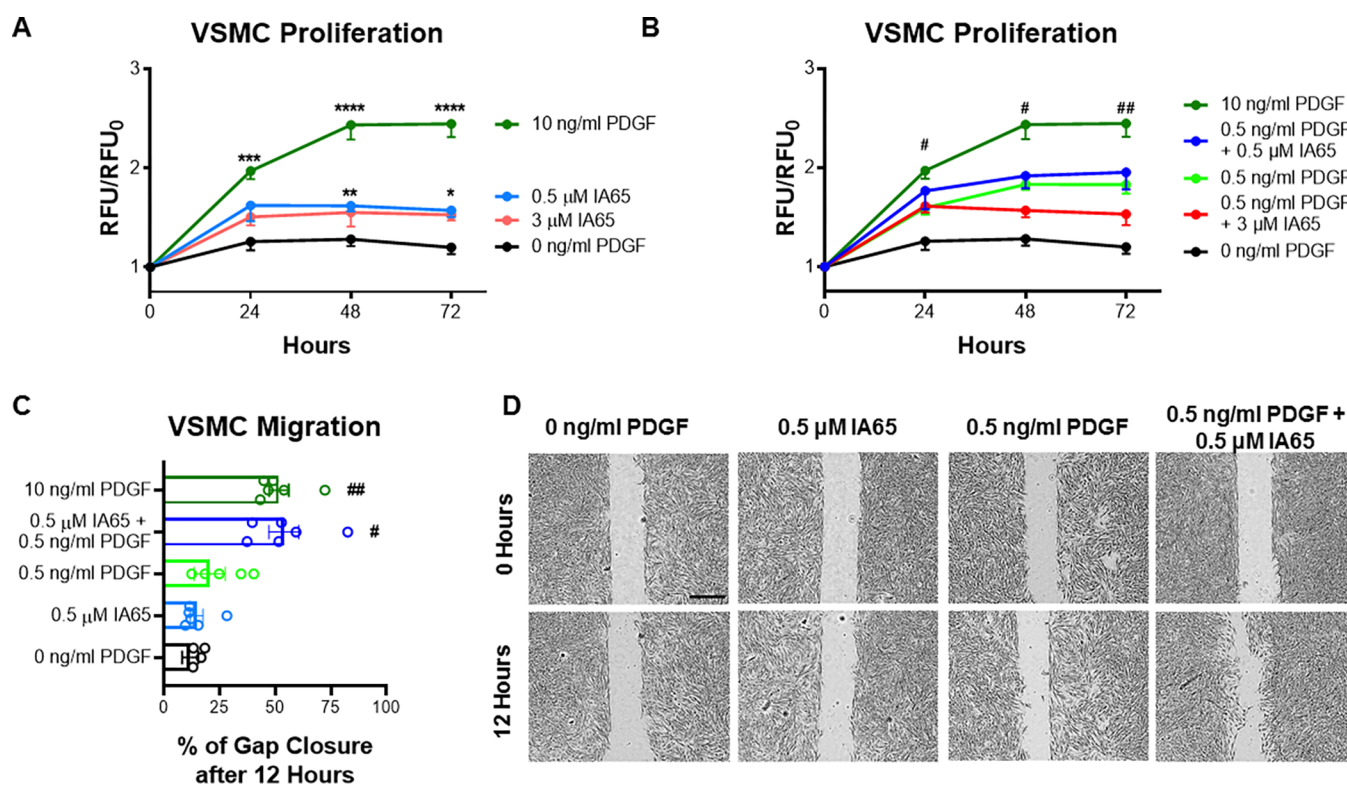 A
VSMC Proliferation
3
2
1
RFU/RFU0
0
24
48
72
Hours
***
****
****
**
*
10 ng/ml PDGF
0.5 μM IA65
3 μM IA65
0 ng/ml PDGF
B
VSMC Proliferation
3
2
1
RFU/RFU0
0
24
48
72
Hours
#
#
##
10 ng/ml PDGF
0.5 ng/ml PDGF
+ 0.5 μM IA65
0.5 ng/ml PDGF
0.5 ng/ml PDGF
+ 3 μM IA65
0 ng/ml PDGF
C
VSMC Migration
10 ng/ml PDGF
##
0.5 μM IA65 +
0.5 ng/ml PDGF
#
0.5 ng/ml PDGF
0.5 μM IA65
0 ng/ml PDGF
0
25
50
75
100
% of Gap Closure
after 12 Hours
D
0 ng/ml PDGF
0.5 μM IA65
0.5 ng/ml PDGF
0.5 ng/ml PDGF +
0.5 μM IA65
0 Hours
12 Hours